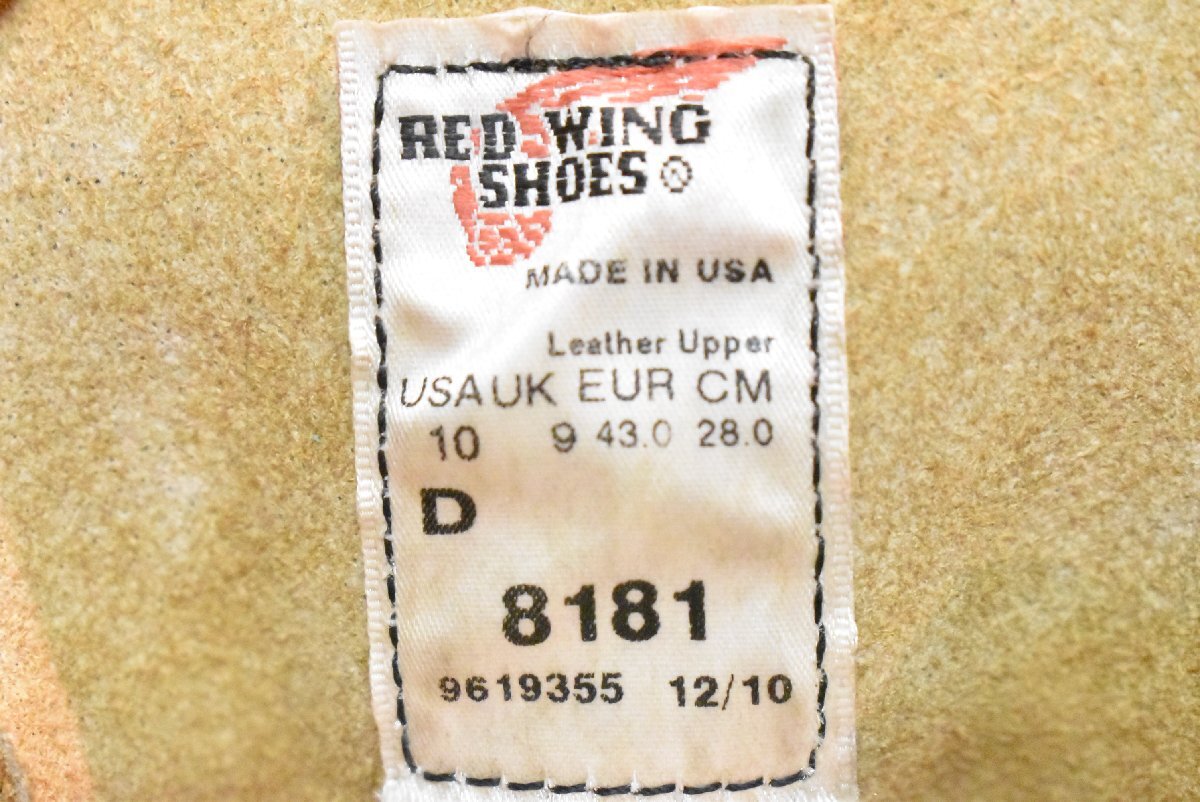 RED WING
SHOES ®
MADE IN USA
Leather Upper
USA UK EUR CM
10 9 43.0 28.0
D
8181
9619355 12/10